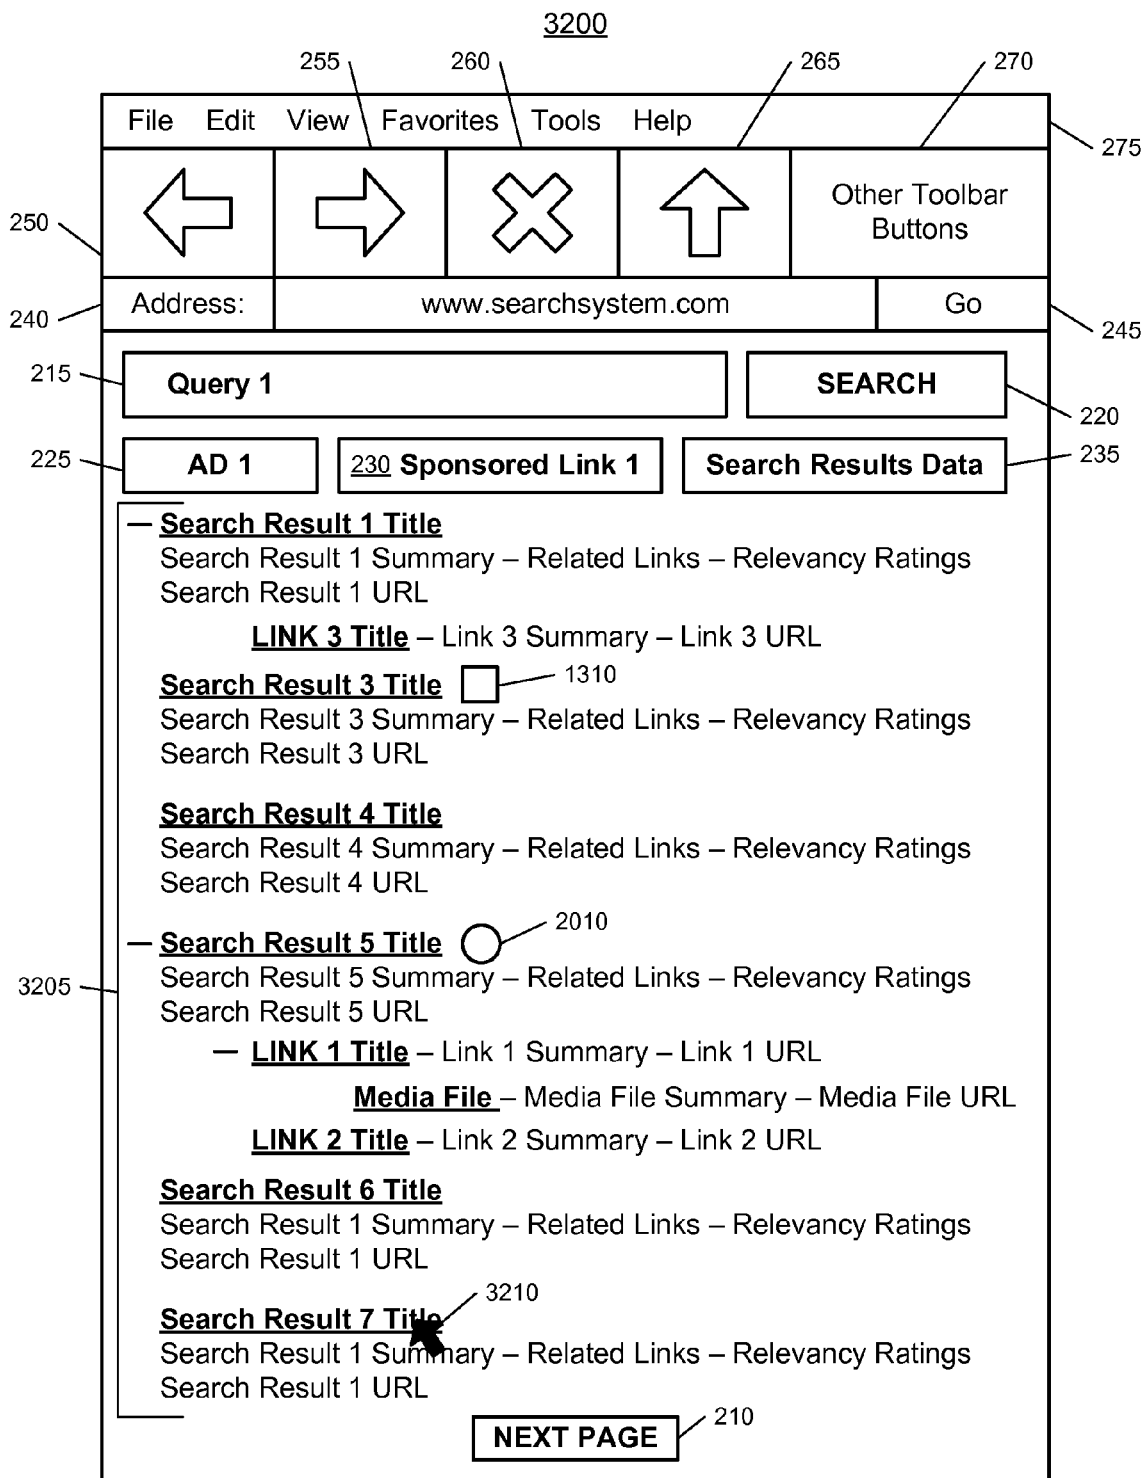 3200
255 260 265 270
File Edit View Favorites Tools Help
275
Other Toolbar
Buttons
250
240 Address: www.searchsystem.com Go 245
215 Query 1 SEARCH 220
225 AD 1 230 Sponsored Link 1 Search Results Data 235
— Search Result 1 Title
Search Result 1 Summary – Related Links – Relevancy Ratings
Search Result 1 URL
LINK 3 Title – Link 3 Summary – Link 3 URL
Search Result 3 Title 1310
Search Result 3 Summary – Related Links – Relevancy Ratings
Search Result 3 URL
Search Result 4 Title
Search Result 4 Summary – Related Links – Relevancy Ratings
Search Result 4 URL
— Search Result 5 Title 2010
Search Result 5 Summary – Related Links – Relevancy Ratings
3205
Search Result 5 URL
— LINK 1 Title – Link 1 Summary – Link 1 URL
Media File – Media File Summary – Media File URL
LINK 2 Title – Link 2 Summary – Link 2 URL
Search Result 6 Title
Search Result 1 Summary – Related Links – Relevancy Ratings
Search Result 1 URL
3210
Search Result 7 Title
Search Result 1 Summary – Related Links – Relevancy Ratings
Search Result 1 URL
NEXT PAGE 210